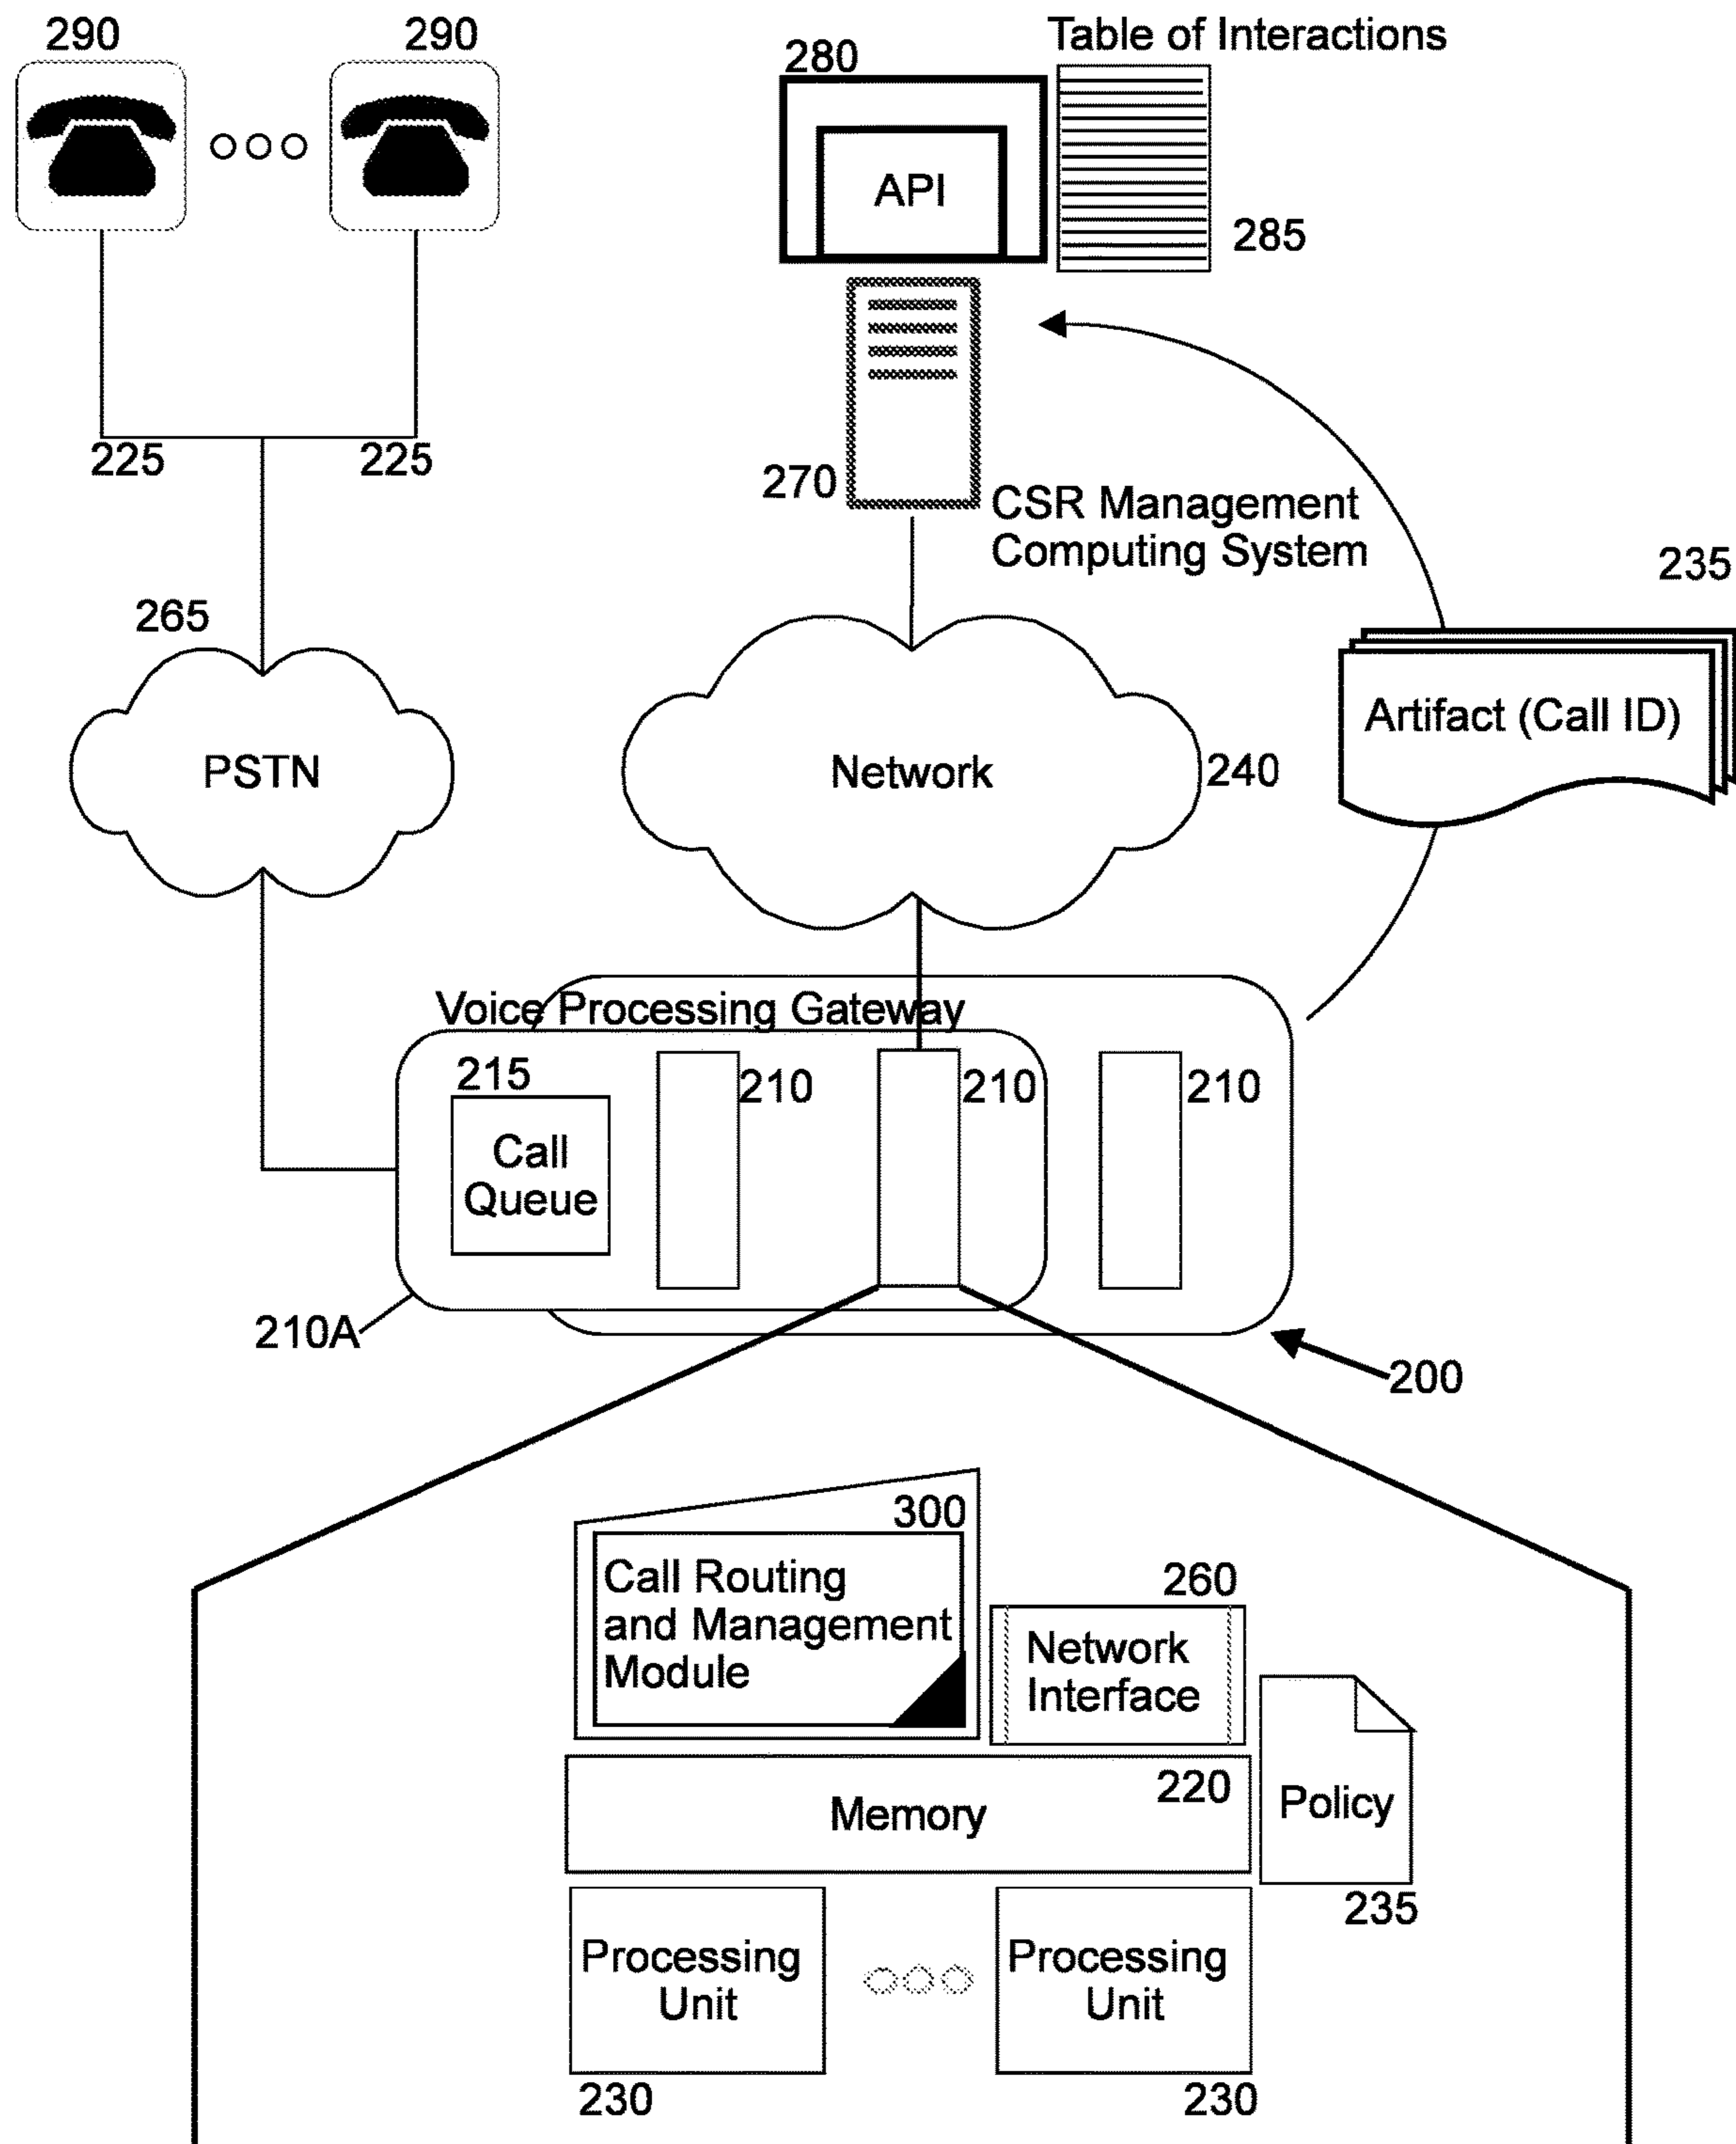 290
290
280
Table of Interactions
API
285
225
225
270
CSR Management
Computing System
235
265
PSTN
Network
240
Artifact (Call ID)
Voice Processing Gateway
215
210
210
210
Call
Queue
210A
200
300
Call Routing
and Management
Module
260
Network
Interface
220
Memory
Policy
235
Processing
Unit
Processing
Unit
230
230